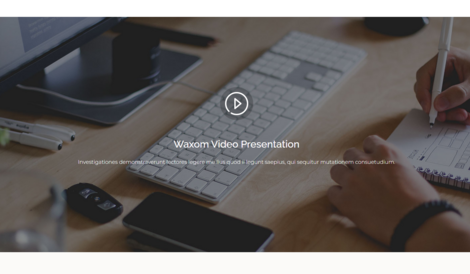 Waxom Video Presentation
Investigationes demonstraverunt lectores legere me lius quod ii legunt saepius, qui sequitur mutationem consuetudium.